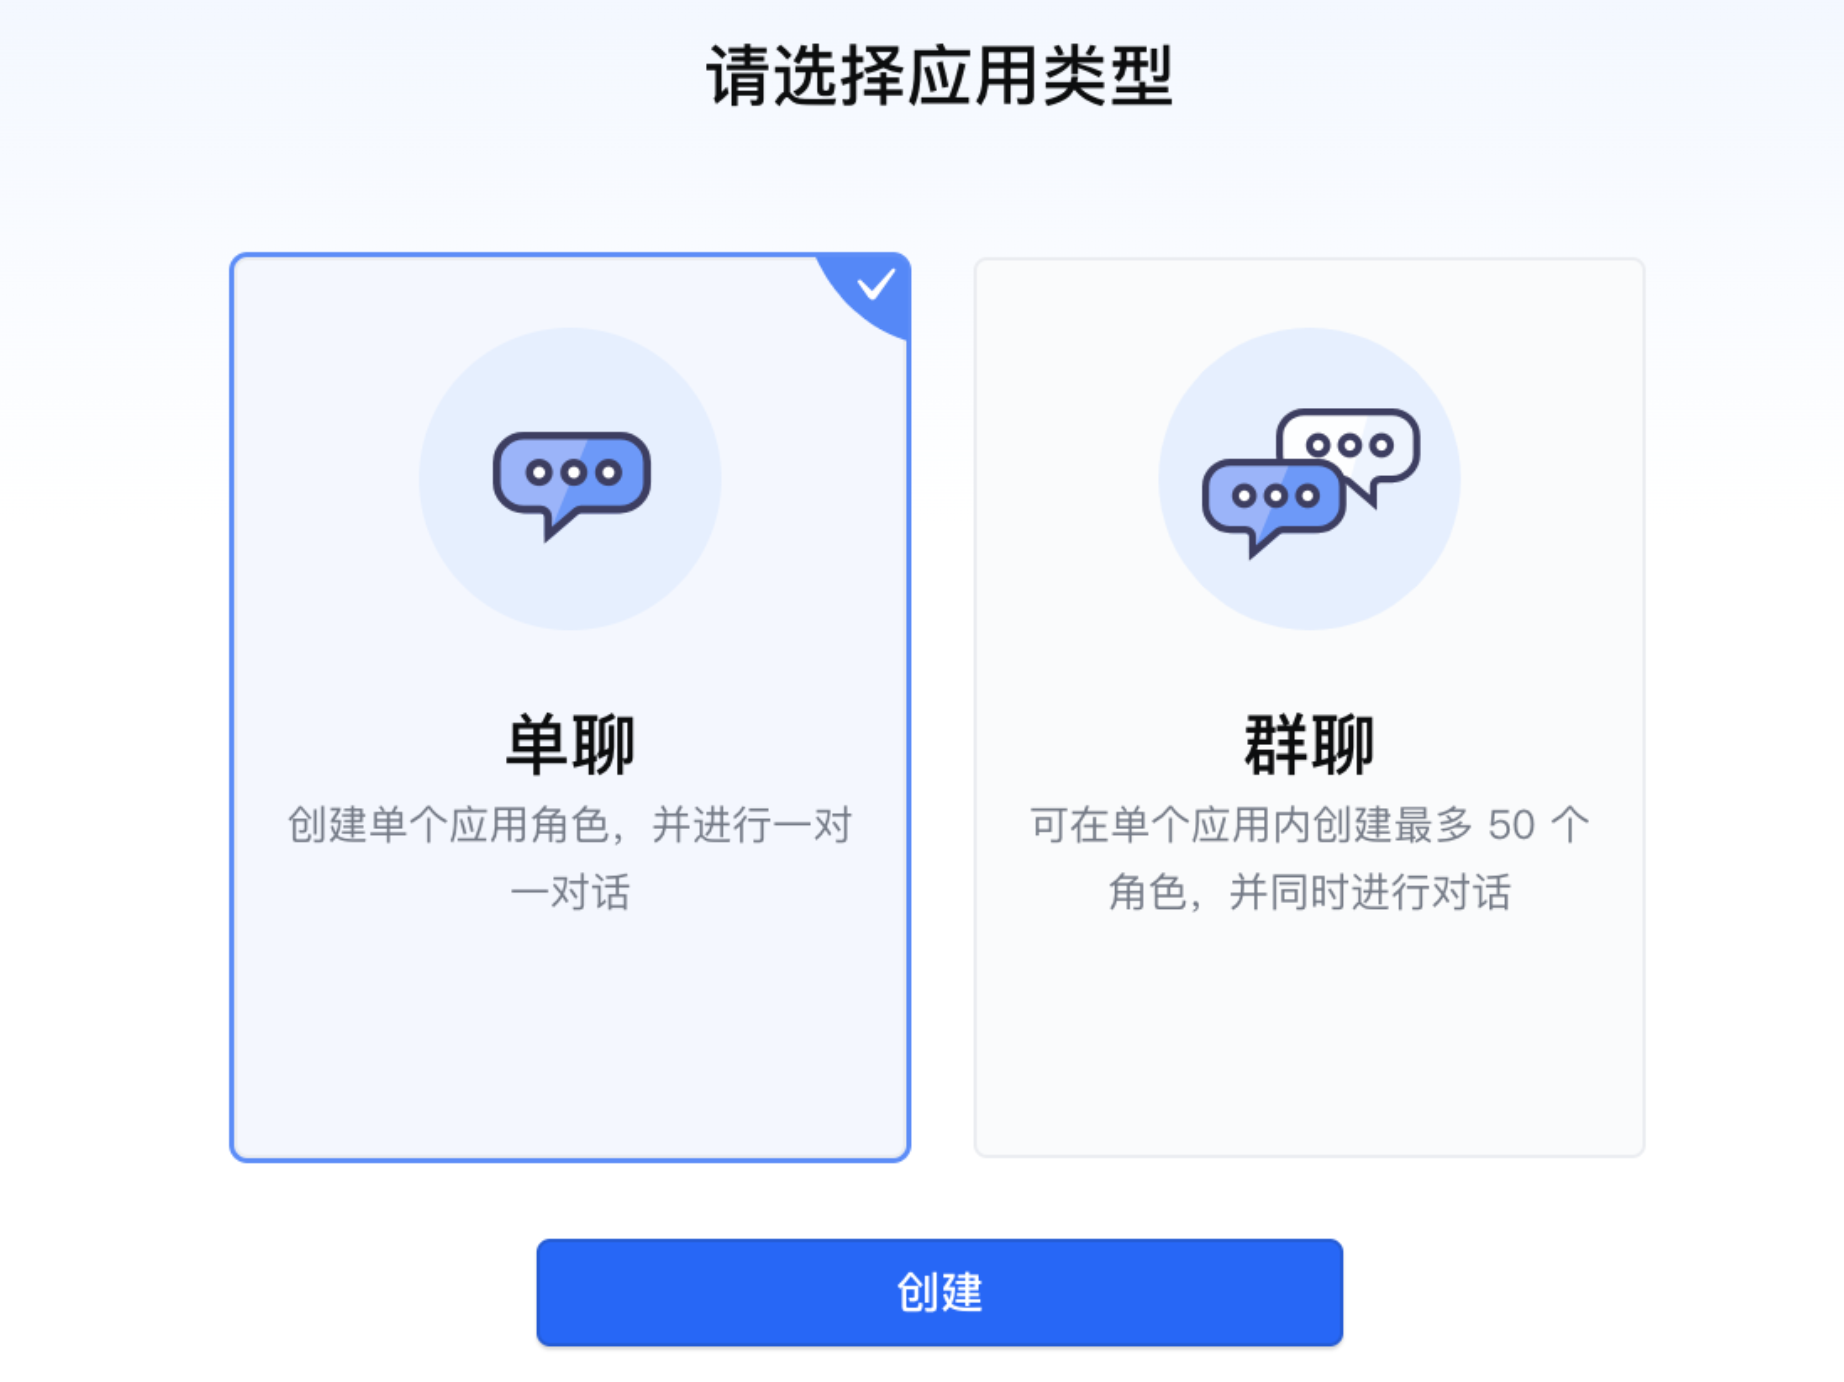 请选择应用类型
单聊
创建单个应用角色，并进行一对
一对话
群聊
可在单个应用内创建最多 50 个
角色，并同时进行对话
创建